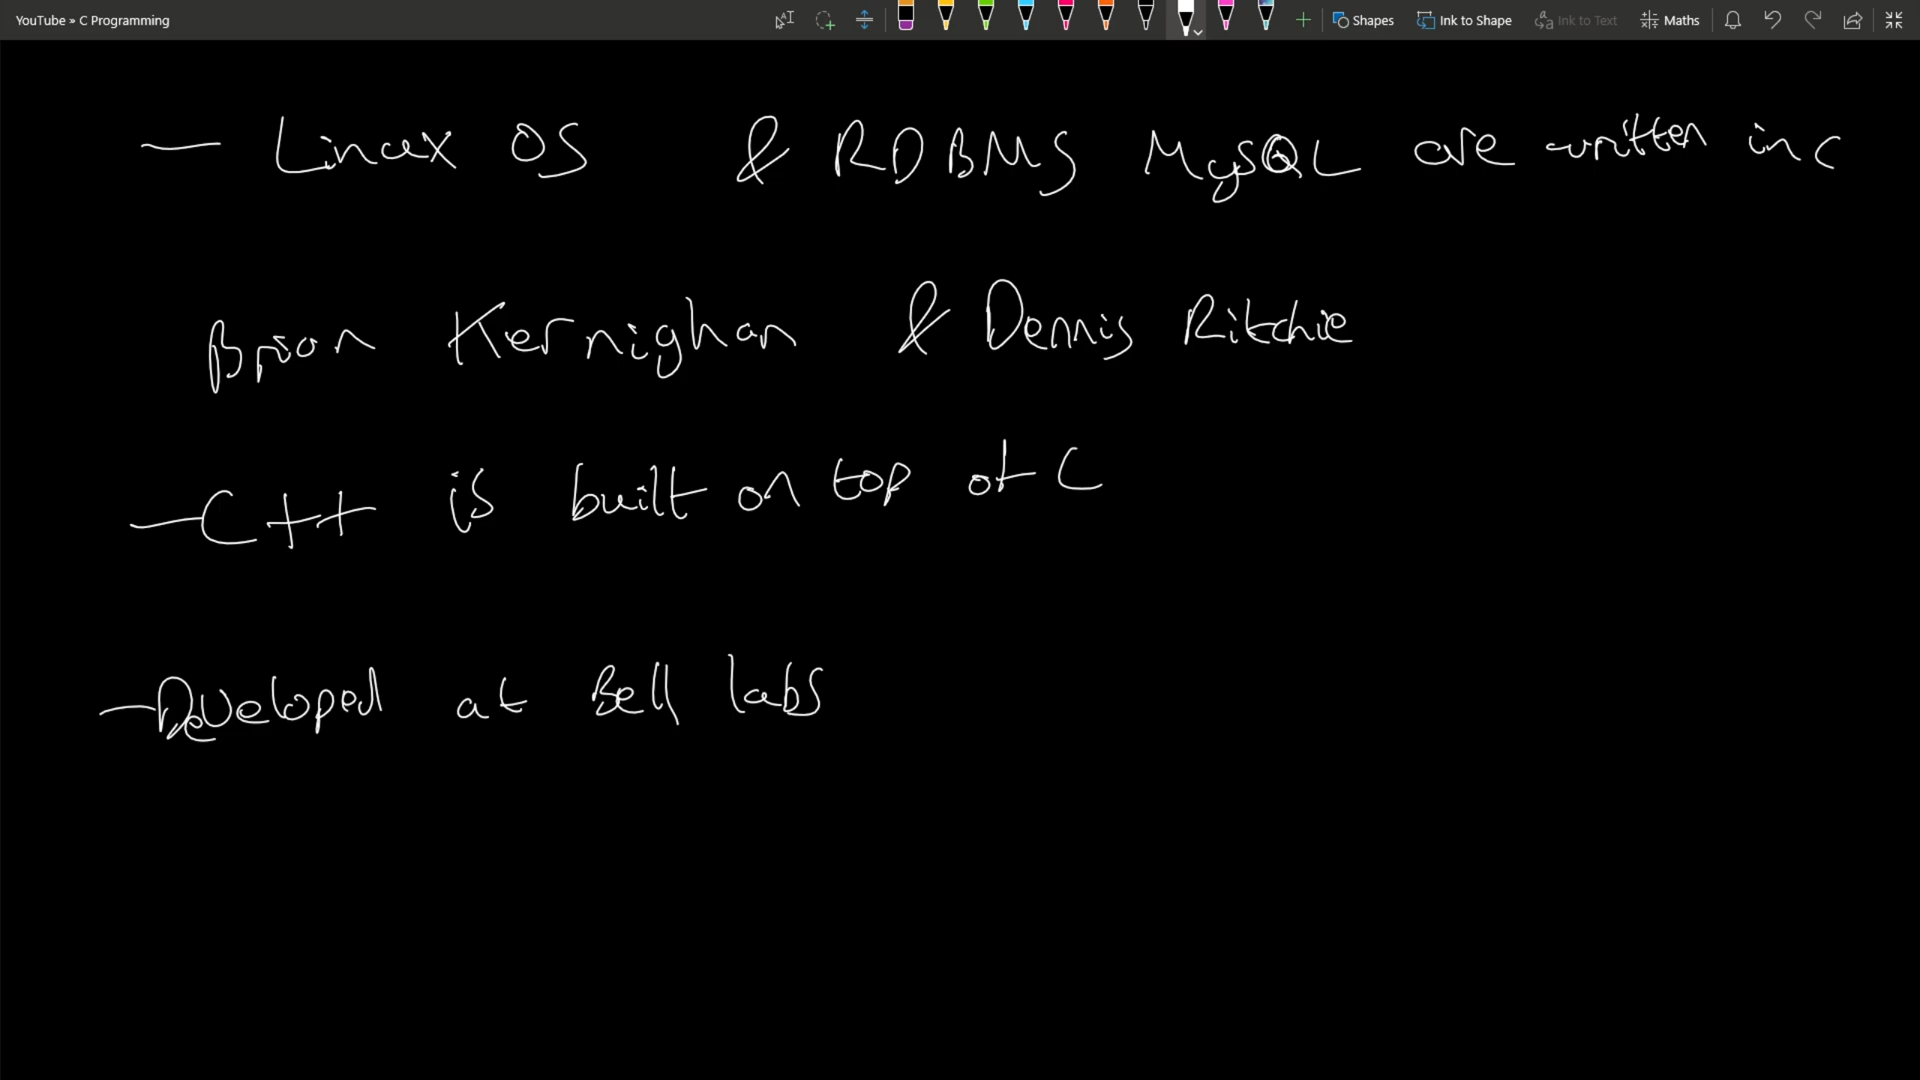 YouTube » C Programming
Shapes Ink to Shape Ink to Text Maths
— Linux OS & RDBMS MySQL are written in C
Brian Kernighan & Dennis Ritchie
— C++ is built on top of C
— Developed at Bell labs